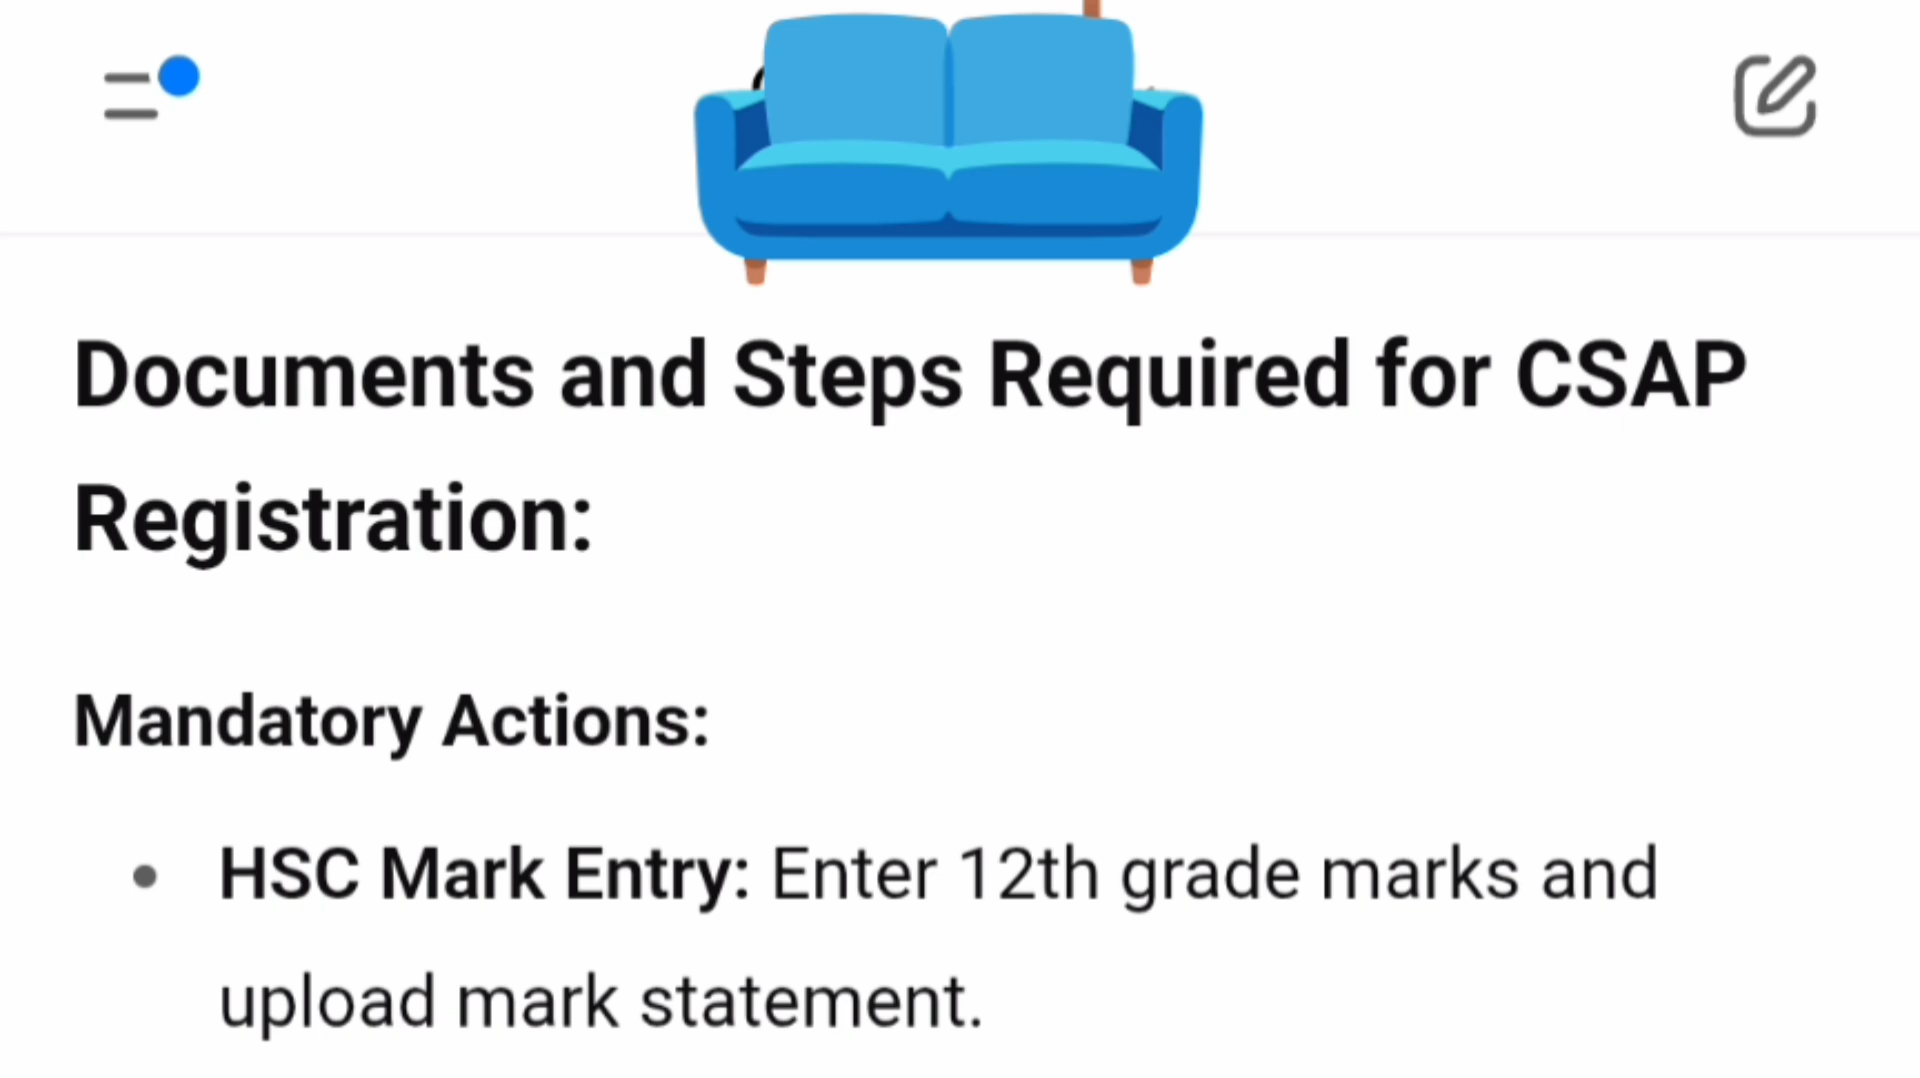 Documents and Steps Required for CSAP
Registration:
Mandatory Actions:
HSC Mark Entry: Enter 12th grade marks and
upload mark statement.